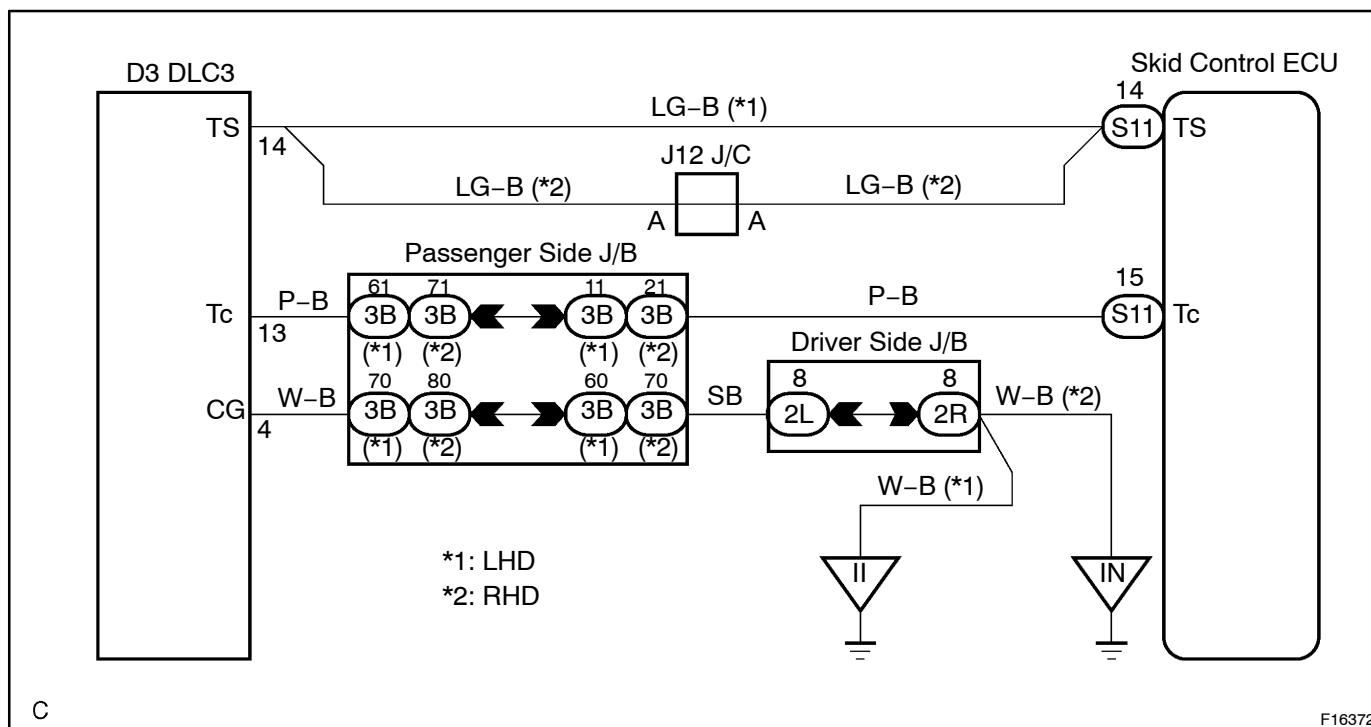 D3 DLC3
Skid Control ECU
14
LG−B (*1)
TS
14
S11
TS
J12 J/C
LG−B (*2)
LG−B (*2)
A
A
Passenger Side J/B
61
71
11
21
15
P−B
P−B
Tc
13
3B
3B
3B
3B
S11
Tc
(*1)
(*2)
(*1)
(*2)
Driver Side J/B
70
80
60
70
8
8
W−B
SB
W−B (*2)
CG
4
3B
3B
3B
3B
2L
2R
(*1)
(*2)
(*1)
(*2)
W−B (*1)
*1: LHD
*2: RHD
II
IN
C
F16372